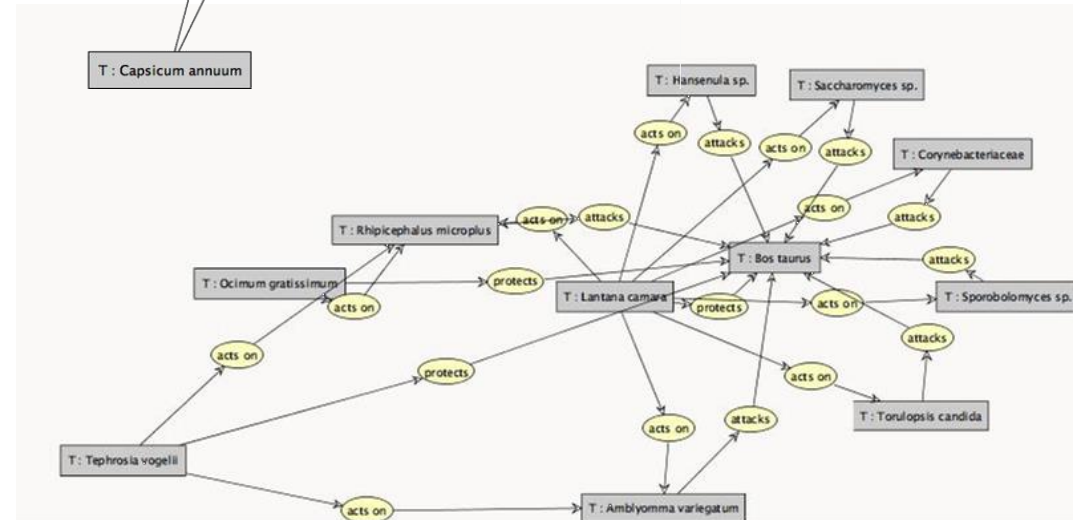 T : Capsicum annuum
T : Hansenula sp.
T : Saccharomyces sp.
acts on
attacks
acts on
attacks
T : Corynebacteriaceae
acts on
attacks
acts on
attacks
T : Rhipicephalus microplus
T : Bos taurus
attacks
T : Ocimum gratissimum
protects
T : Lantana camara
T : Sporobolomyces sp.
acts on
protects
acts on
attacks
acts on
protects
acts on
T : Torulopsis candida
attacks
acts on
T : Tephrosia vogelii
acts on
T : Amblyomma variegatum